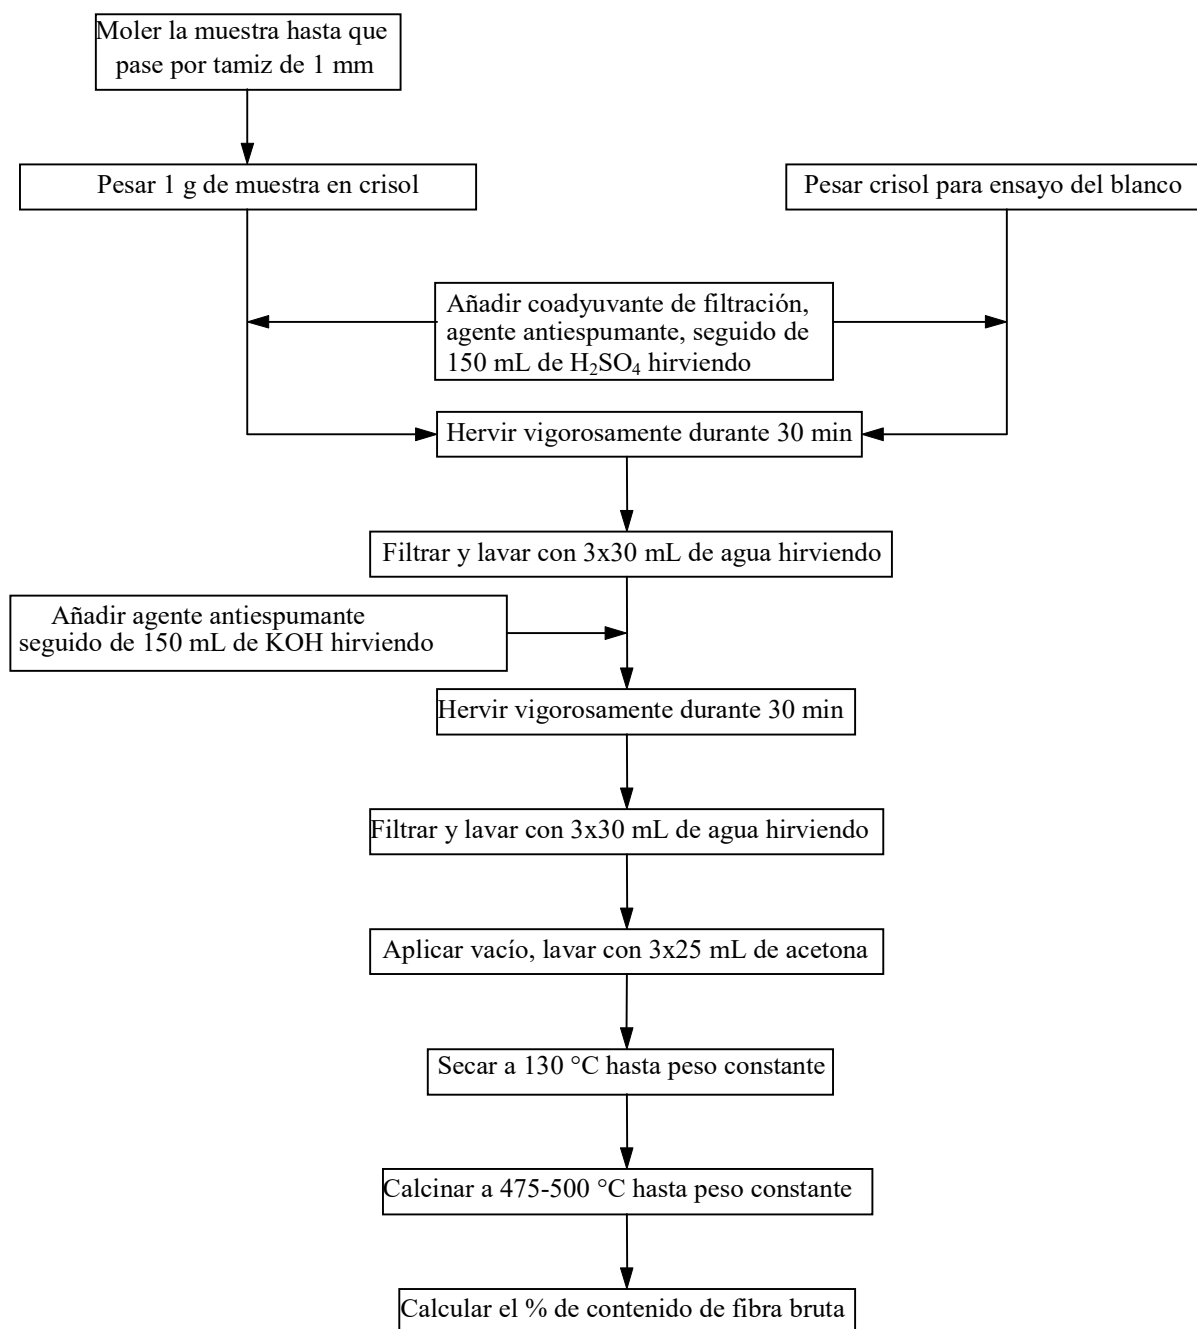 Moler la muestra hasta que
pase por tamiz de 1 mm
Pesar 1 g de muestra en crisol
Pesar crisol para ensayo del blanco
Añadir coadyuvante de filtración,
agente antiespumante, seguido de
150 mL de H₂SO₄ hirviendo
Hervir vigorosamente durante 30 min
Filtrar y lavar con 3x30 mL de agua hirviendo
Añadir agente antiespumante
seguido de 150 mL de KOH hirviendo
Hervir vigorosamente durante 30 min
Filtrar y lavar con 3x30 mL de agua hirviendo
Aplicar vacío, lavar con 3x25 mL de acetona
Secar a 130 °C hasta peso constante
Calcinar a 475-500 °C hasta peso constante
Calcular el % de contenido de fibra bruta